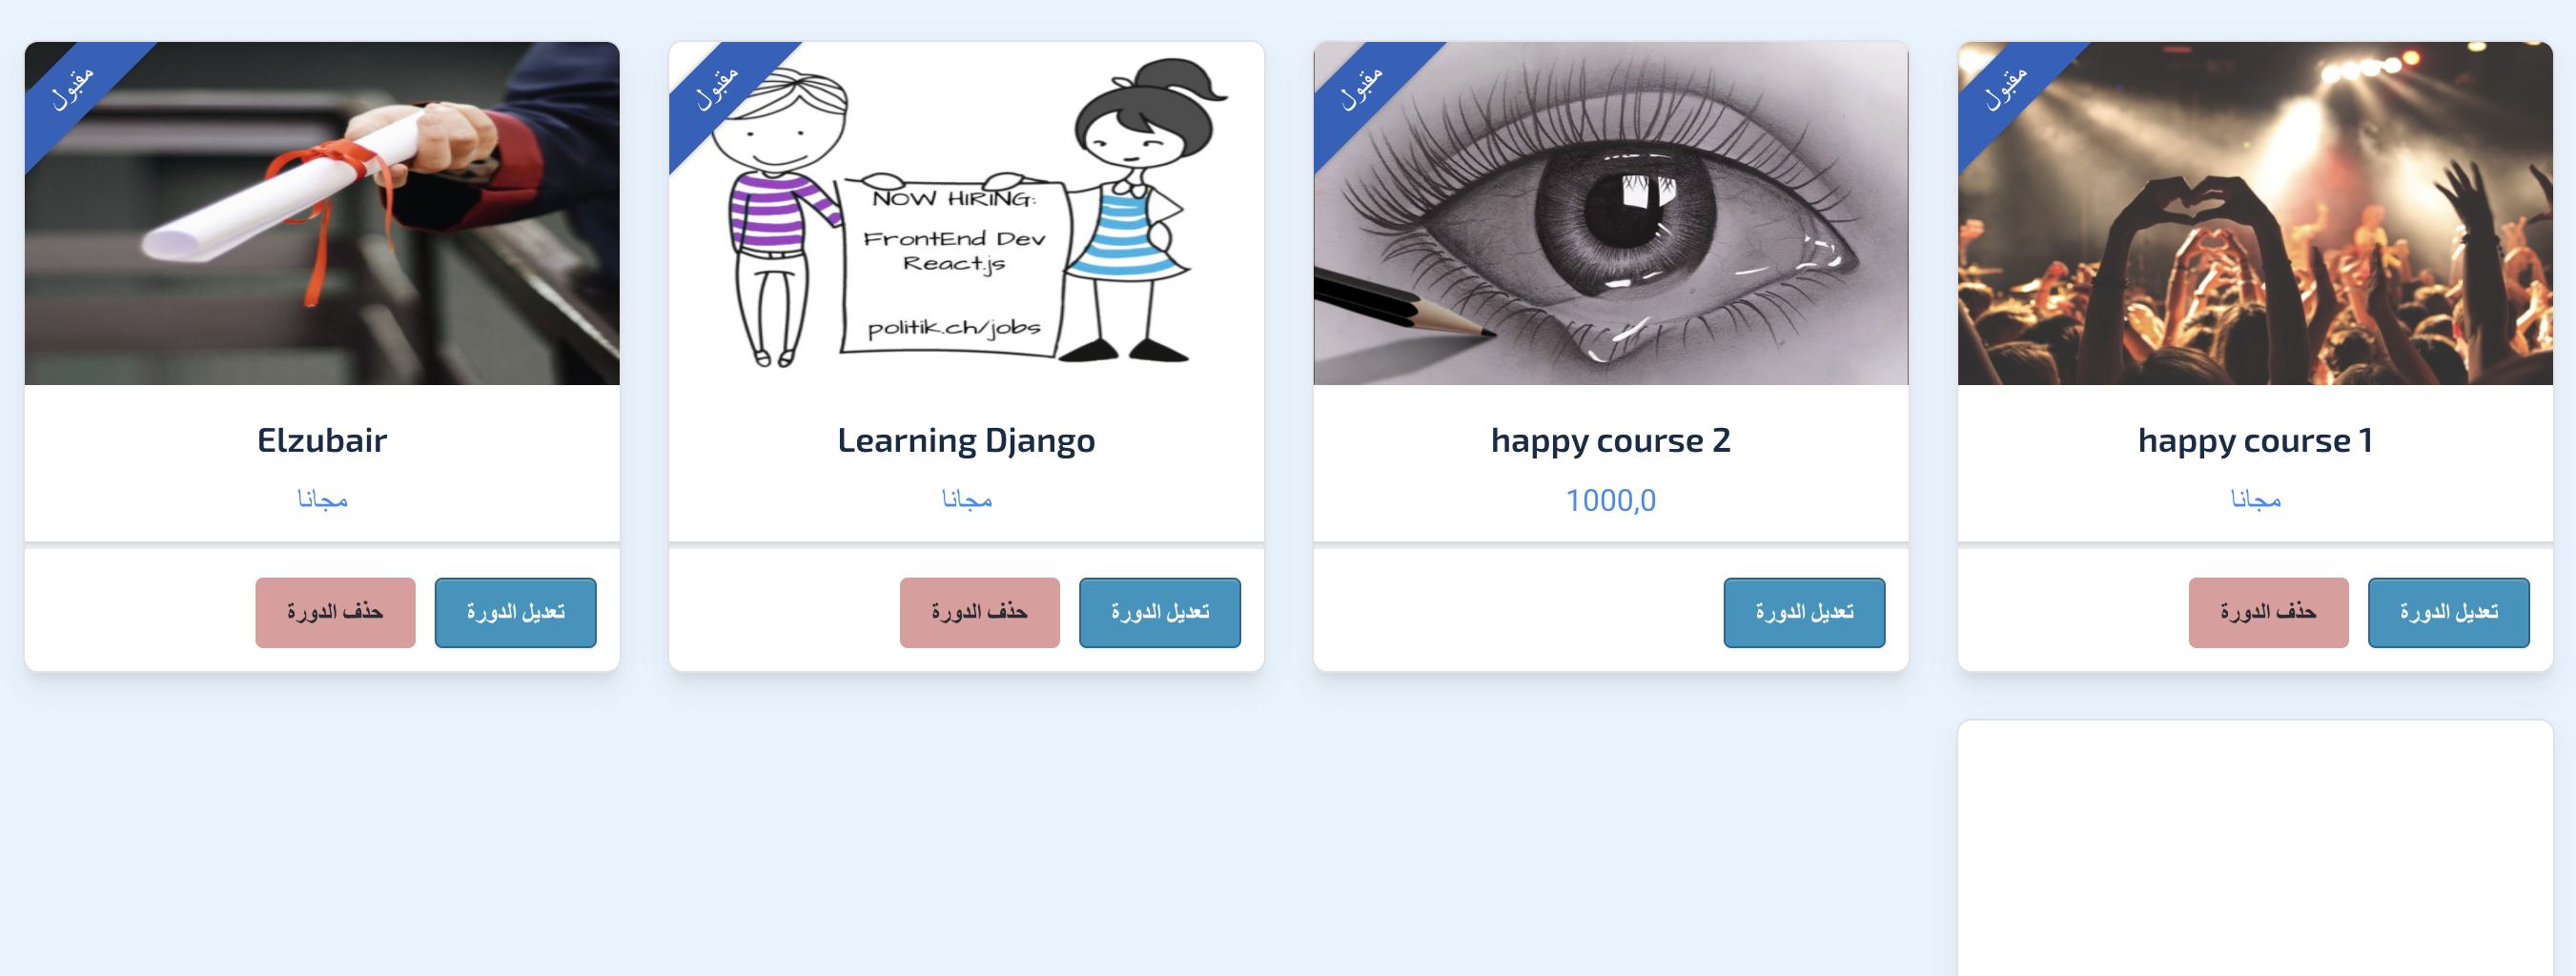 مقبول
happy course 1
مجانا
تعديل الدورة
حذف الدورة
مقبول
happy course 2
1000,0
تعديل الدورة
مقبول
NOW HIRING:
FrontEnd Dev
React.js
politik.ch/jobs
Learning Django
مجانا
تعديل الدورة
حذف الدورة
مقبول
Elzubair
مجانا
تعديل الدورة
حذف الدورة